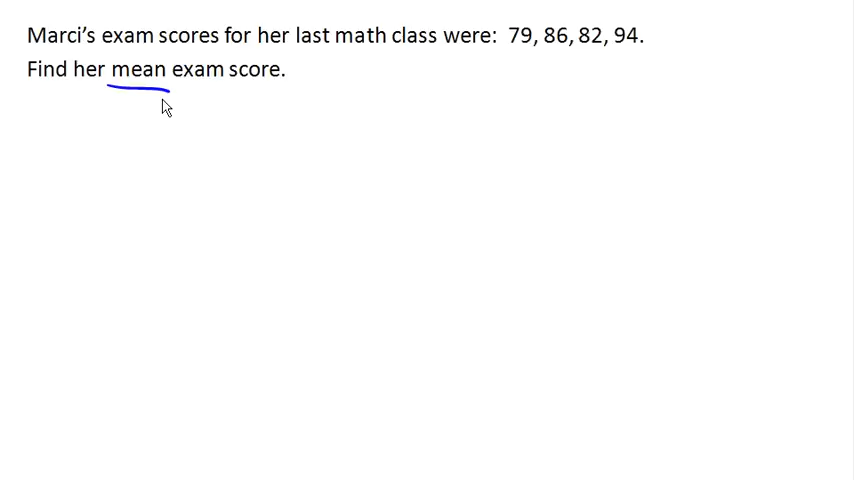 Marci’s exam scores for her last math class were:  79, 86, 82, 94.
Find her mean exam score.